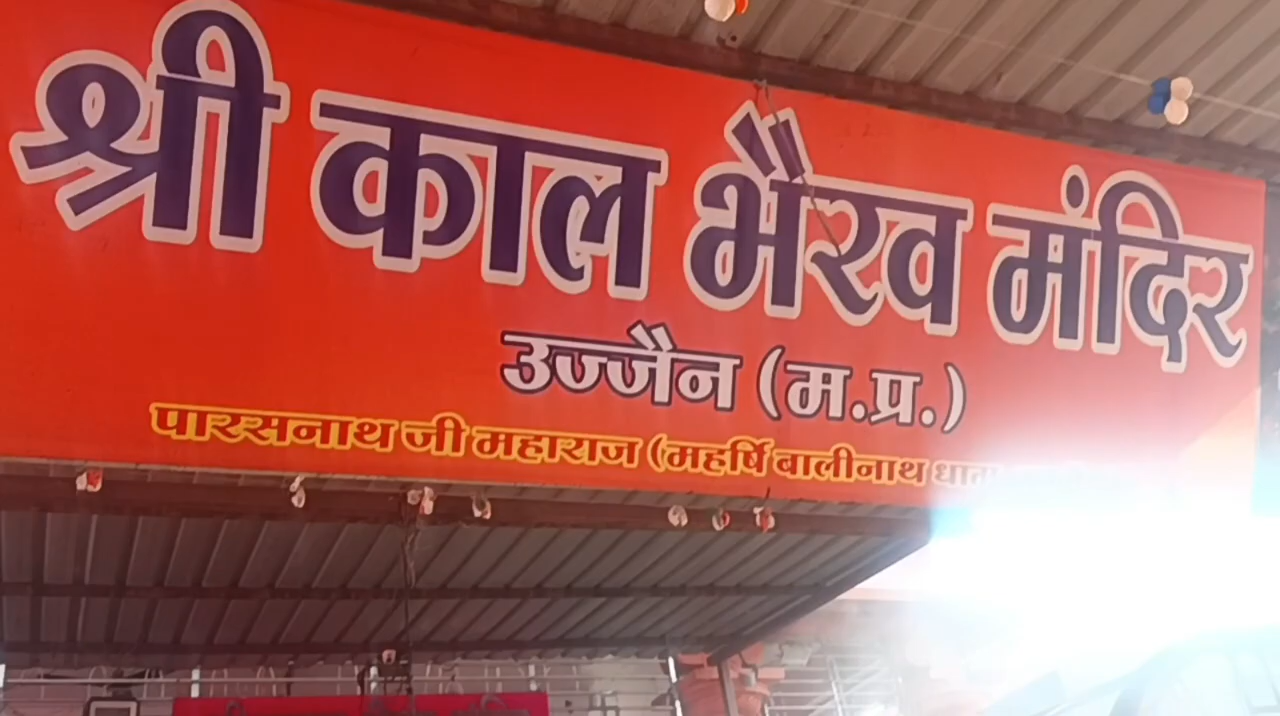 श्री काल भैरव मंदिर
उज्जैन (म.प्र.)
पारसनाथ जी महाराज (महर्षि बालीनाथ